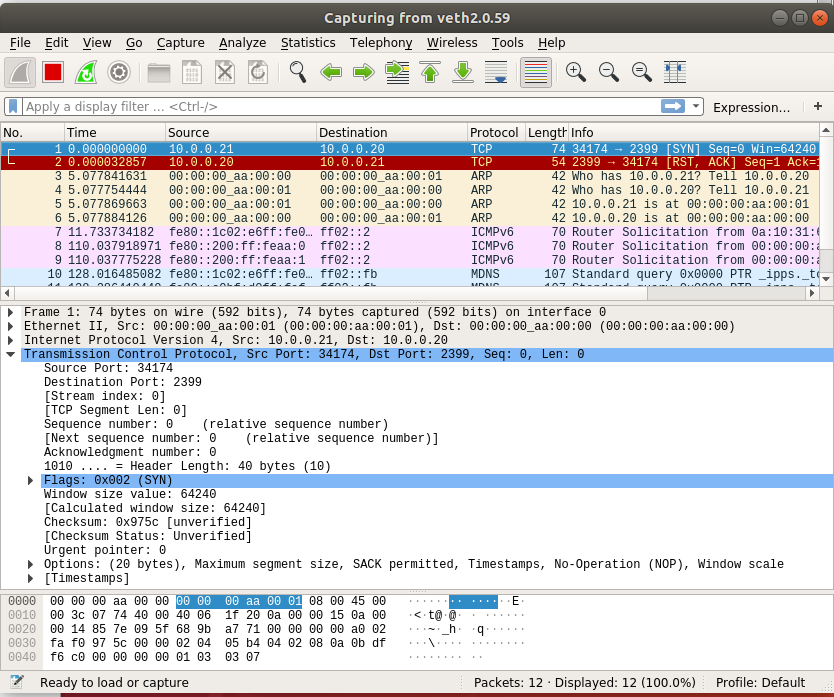 Capturing from veth2.0.59
File Edit View Go Capture Analyze Statistics Telephony Wireless Tools Help
Apply a display filter ... <Ctrl-/> Expression... +
No. Time Source Destination Protocol Length Info
1 0.000000000 10.0.0.21 10.0.0.20 TCP 74 34174 → 2399 [SYN] Seq=0 Win=64240
2 0.000032857 10.0.0.20 10.0.0.21 TCP 54 2399 → 34174 [RST, ACK] Seq=1 Ack=1
3 5.077841631 00:00:00_aa:00:00 00:00:00_aa:00:01 ARP 42 Who has 10.0.0.21? Tell 10.0.0.20
4 5.077754444 00:00:00_aa:00:01 00:00:00_aa:00:00 ARP 42 Who has 10.0.0.20? Tell 10.0.0.21
5 5.077869663 00:00:00_aa:00:01 00:00:00_aa:00:00 ARP 42 10.0.0.21 is at 00:00:00:aa:00:01
6 5.077884126 00:00:00_aa:00:00 00:00:00_aa:00:01 ARP 42 10.0.0.20 is at 00:00:00:aa:00:00
7 11.733734182 fe80::1c02:e6ff:fe0… ff02::2 ICMPv6 70 Router Solicitation from 0a:10:31:6
8 110.037918971 fe80::200:ff:feaa:0 ff02::2 ICMPv6 70 Router Solicitation from 00:00:00:a
9 110.037775228 fe80::200:ff:feaa:1 ff02::2 ICMPv6 70 Router Solicitation from 00:00:00:a
10 128.016485082 fe80::1c02:e6ff:fe0… ff02::fb MDNS 107 Standard query 0x0000 PTR _ipps._tc
Frame 1: 74 bytes on wire (592 bits), 74 bytes captured (592 bits) on interface 0
Ethernet II, Src: 00:00:00_aa:00:01 (00:00:00:aa:00:01), Dst: 00:00:00_aa:00:00 (00:00:00:aa:00:00)
Internet Protocol Version 4, Src: 10.0.0.21, Dst: 10.0.0.20
Transmission Control Protocol, Src Port: 34174, Dst Port: 2399, Seq: 0, Len: 0
Source Port: 34174
Destination Port: 2399
[Stream index: 0]
[TCP Segment Len: 0]
Sequence number: 0 (relative sequence number)
[Next sequence number: 0 (relative sequence number)]
Acknowledgment number: 0
1010 .... = Header Length: 40 bytes (10)
Flags: 0x002 (SYN)
Window size value: 64240
[Calculated window size: 64240]
Checksum: 0x975c [unverified]
[Checksum Status: Unverified]
Urgent pointer: 0
Options: (20 bytes), Maximum segment size, SACK permitted, Timestamps, No-Operation (NOP), Window scale
[Timestamps]
0000 00 00 00 aa 00 00 00 00 00 aa 00 01 08 00 45 00 ········ ······E·
0010 00 3c 07 74 40 00 40 06 1f 20 0a 00 00 15 0a 00 ·<·t@·@· · ······
0020 00 14 85 7e 09 5f 68 9b a7 71 00 00 00 00 a0 02 ···~·_h· ·q······
0030 fa f0 97 5c 00 00 02 04 05 b4 04 02 08 0a 0b df ···\···· ········
0040 f6 c0 00 00 00 00 01 03 03 07 ········ ··
Ready to load or capture Packets: 12 · Displayed: 12 (100.0%) Profile: Default